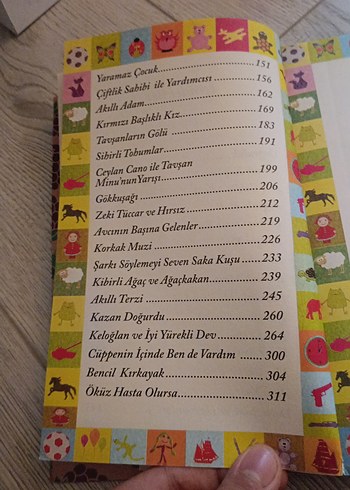 Yaramaz Çocuk..............................151
Çiftlik Sahibi ile Yardımcısı ............156
Akıllı Adam..................................162
Kırmızı Başlıklı Kız.......................169
Tavşanların Gölü ..........................183
Sihirli Tohumlar............................191
Ceylan Cano ile Tavşan
Minu'nunYarışı.............................199
Gökkuşağı....................................206
Zeki Tüccar ve Hırsız....................212
Avcının Başına Gelenler................219
Korkak Muzi ................................226
Şarkı Söylemeyi Seven Saka Kuşu......233
Kibirli Ağaç ve Ağaçkakan..............239
Akıllı Terzi ..................................245
Kazan Doğurdu ............................260
Keloğlan ve İyi Yürekli Dev.............264
Cüppenin İçinde Ben de Vardım .......300
Bencil Kırkayak ...........................304
Öküz Hasta Olursa........................311